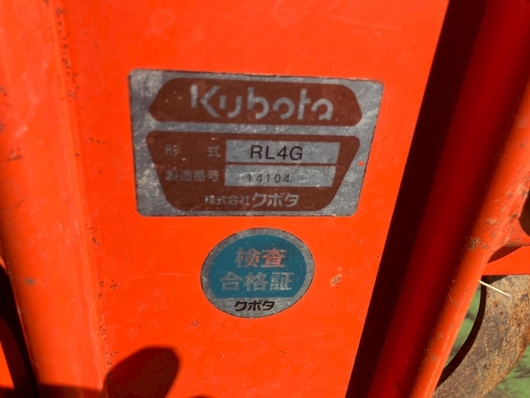 Kubota
形式 RL4G
製造番号 14104
株式会社クボタ
検査
合格証
クボタ